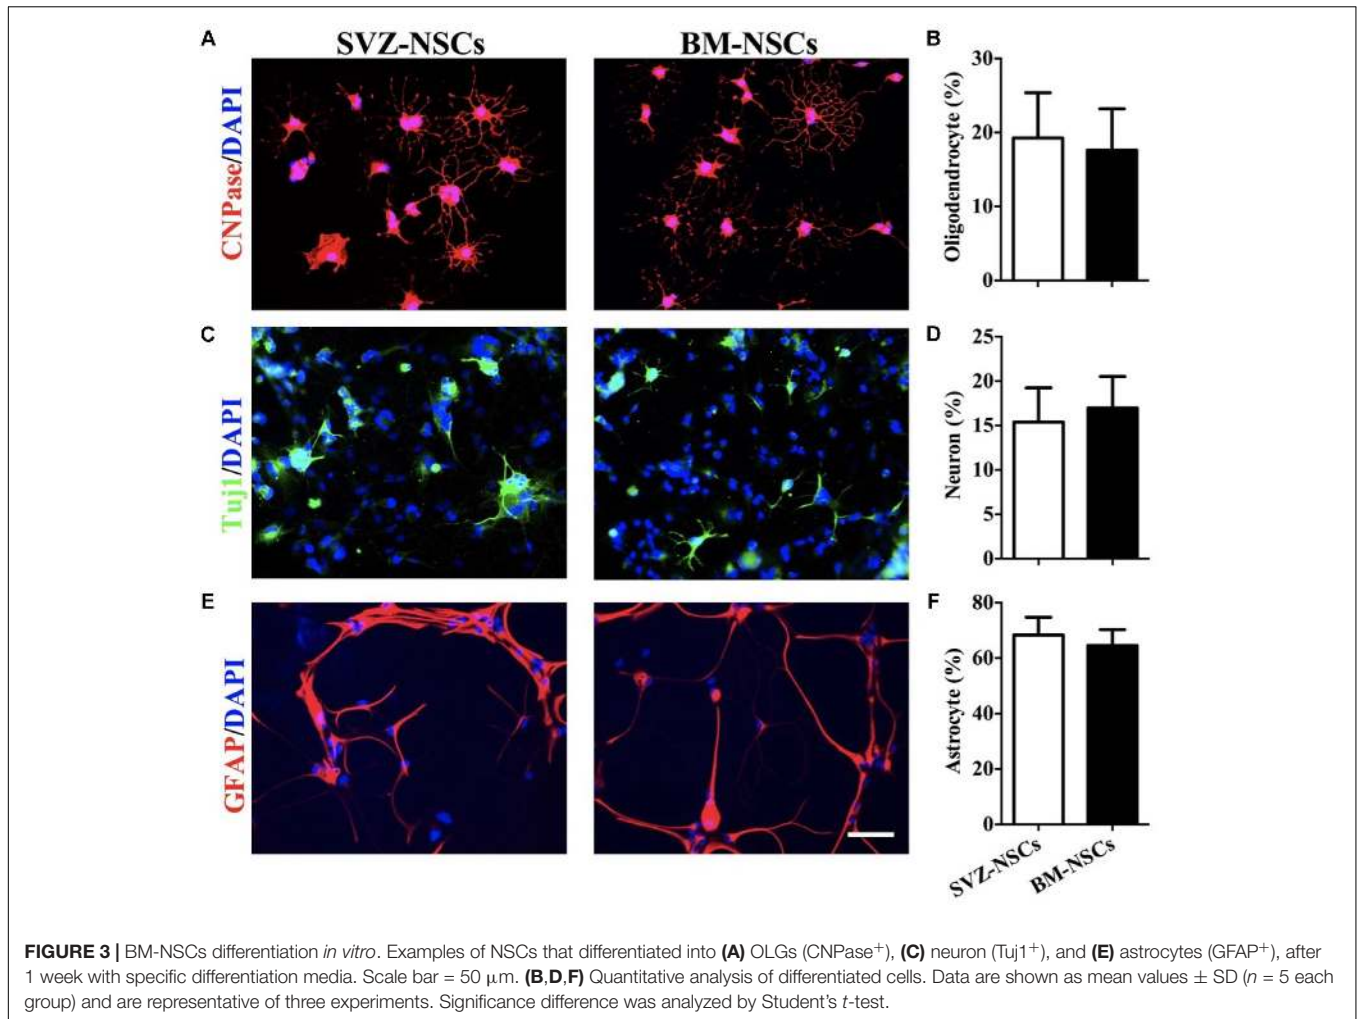 A
SVZ-NSCs
BM-NSCs
CNPase/DAPI
B
Oligodendrocyte (%)
30
20
10
0
C
Tuj1/DAPI
D
Neuron (%)
25
20
15
10
5
0
E
GFAP/DAPI
F
Astrocyte (%)
80
60
40
20
0
SVZ-NSCs
BM-NSCs
FIGURE 3 | BM-NSCs differentiation in vitro. Examples of NSCs that differentiated into (A) OLGs (CNPase⁺), (C) neuron (Tuj1⁺), and (E) astrocytes (GFAP⁺), after
1 week with specific differentiation media. Scale bar = 50 μm. (B,D,F) Quantitative analysis of differentiated cells. Data are shown as mean values ± SD (n = 5 each
group) and are representative of three experiments. Significance difference was analyzed by Student's t-test.